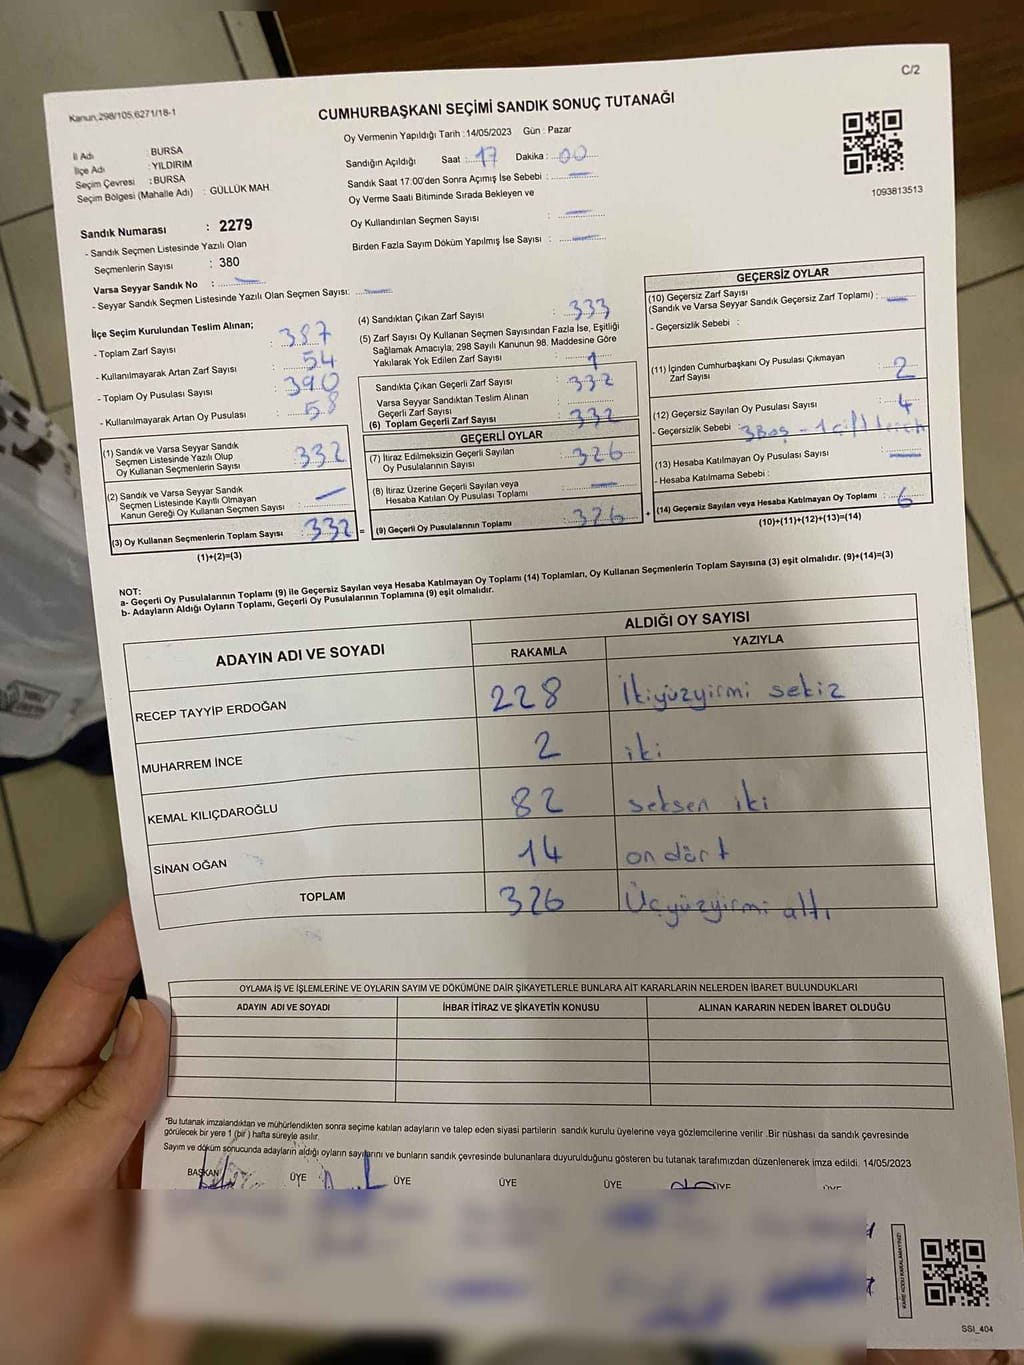 C/2
Kanun,298/105,6271/18-1
CUMHURBAŞKANI SEÇİMİ SANDIK SONUÇ TUTANAĞI
Oy Vermenin Yapıldığı Tarih : 14/05/2023 Gün : Pazar
İl Adı : BURSA
İlçe Adı : YILDIRIM
Seçim Çevresi : BURSA
Seçim Bölgesi (Mahalle Adı) : GÜLLÜK MAH.
Sandığın Açıldığı Saat : 17 Dakika : 00
Sandık Saat 17:00'den Sonra Açımış İse Sebebi : —
Oy Verme Saati Bitiminde Sırada Bekleyen ve
Oy Kullandırılan Seçmen Sayısı : —
Birden Fazla Sayım Döküm Yapılmış İse Sayısı : —
1093813513
Sandık Numarası : 2279
- Sandık Seçmen Listesinde Yazılı Olan
Seçmenlerin Sayısı : 380
Varsa Seyyar Sandık No : —
- Seyyar Sandık Seçmen Listesinde Yazılı Olan Seçmen Sayısı: —
İlçe Seçim Kurulundan Teslim Alınan;
- Toplam Zarf Sayısı : 387
- Kullanılmayarak Artan Zarf Sayısı : 54
- Toplam Oy Pusulası Sayısı : 390
- Kullanılmayarak Artan Oy Pusulası : 58
(1) Sandık ve Varsa Seyyar Sandık
Seçmen Listesinde Yazılı Olup
Oy Kullanan Seçmenlerin Sayısı : 332
(2) Sandık ve Varsa Seyyar Sandık
Seçmen Listesinde Kayıtlı Olmayan
Kanun Gereği Oy Kullanan Seçmen Sayısı : —
(3) Oy Kullanan Seçmenlerin Toplam Sayısı : 332
(1)+(2)=(3)
(4) Sandıktan Çıkan Zarf Sayısı : 333
(5) Zarf Sayısı Oy Kullanan Seçmen Sayısından Fazla İse, Eşitliği
Sağlamak Amacıyla, 298 Sayılı Kanunun 98. Maddesine Göre
Yakılarak Yok Edilen Zarf Sayısı : 1
Sandıkta Çıkan Geçerli Zarf Sayısı : 332
Varsa Seyyar Sandıktan Teslim Alınan
Geçerli Zarf Sayısı :
(6) Toplam Geçerli Zarf Sayısı : 332
GEÇERLİ OYLAR
(7) İtiraz Edilmeksizin Geçerli Sayılan
Oy Pusulalarının Sayısı : 326
(8) İtiraz Üzerine Geçerli Sayılan veya
Hesaba Katılan Oy Pusulası Toplamı : —
= (9) Geçerli Oy Pusulalarının Toplamı : 326 +
GEÇERSİZ OYLAR
(10) Geçersiz Zarf Sayısı
(Sandık ve Varsa Seyyar Sandık Geçersiz Zarf Toplamı) : —
- Geçersizlik Sebebi :
(11) İçinden Cumhurbaşkanı Oy Pusulası Çıkmayan
Zarf Sayısı : 2
(12) Geçersiz Sayılan Oy Pusulası Sayısı : 4
- Geçersizlik Sebebi : 3 Boş - 1 çift tercih
(13) Hesaba Katılmayan Oy Pusulası Sayısı : —
- Hesaba Katılmama Sebebi :
(14) Geçersiz Sayılan veya Hesaba Katılmayan Oy Toplamı : 6
(10)+(11)+(12)+(13)=(14)
NOT:
a- Geçerli Oy Pusulalarının Toplamı (9) ile Geçersiz Sayılan veya Hesaba Katılmayan Oy Toplamı (14) Toplamları, Oy Kullanan Seçmenlerin Toplam Sayısına (3) eşit olmalıdır. (9)+(14)=(3)
b- Adayların Aldığı Oyların Toplamı, Geçerli Oy Pusulalarının Toplamına (9) eşit olmalıdır.
ADAYIN ADI VE SOYADI ALDIĞI OY SAYISI
RAKAMLA YAZIYLA
RECEP TAYYİP ERDOĞAN 228 İkiyüzyirmi sekiz
MUHARREM İNCE 2 iki
KEMAL KILIÇDAROĞLU 82 seksen iki
SİNAN OĞAN 14 on dört
TOPLAM 326 Üçyüzyirmi altı
OYLAMA İŞ VE İŞLEMLERİNE VE OYLARIN SAYIM VE DÖKÜMÜNE DAİR ŞİKAYETLERLE BUNLARA AİT KARARLARIN NELERDEN İBARET BULUNDUKLARI
ADAYIN ADI VE SOYADI İHBAR İTİRAZ VE ŞİKAYETİN KONUSU ALINAN KARARIN NEDEN İBARET OLDUĞU
*Bu tutanak imzalandıktan ve mühürlendikten sonra seçime katılan adayların ve talep eden siyasi partilerin sandık kurulu üyelerine veya gözlemcilerine verilir .Bir nüshası da sandık çevresinde
görülecek bir yere 1 (bir ) hafta süreyle asılır.
Sayım ve döküm sonucunda adayların aldığı oyların sayılarını ve bunların sandık çevresinde bulunanlara duyurulduğunu gösteren bu tutanak tarafımızdan düzenlenerek imza edildi. 14/05/2023
BAŞKAN ÜYE ÜYE ÜYE ÜYE ÜYE
KARE KODU KARALAMAYINIZ!
SSI_404